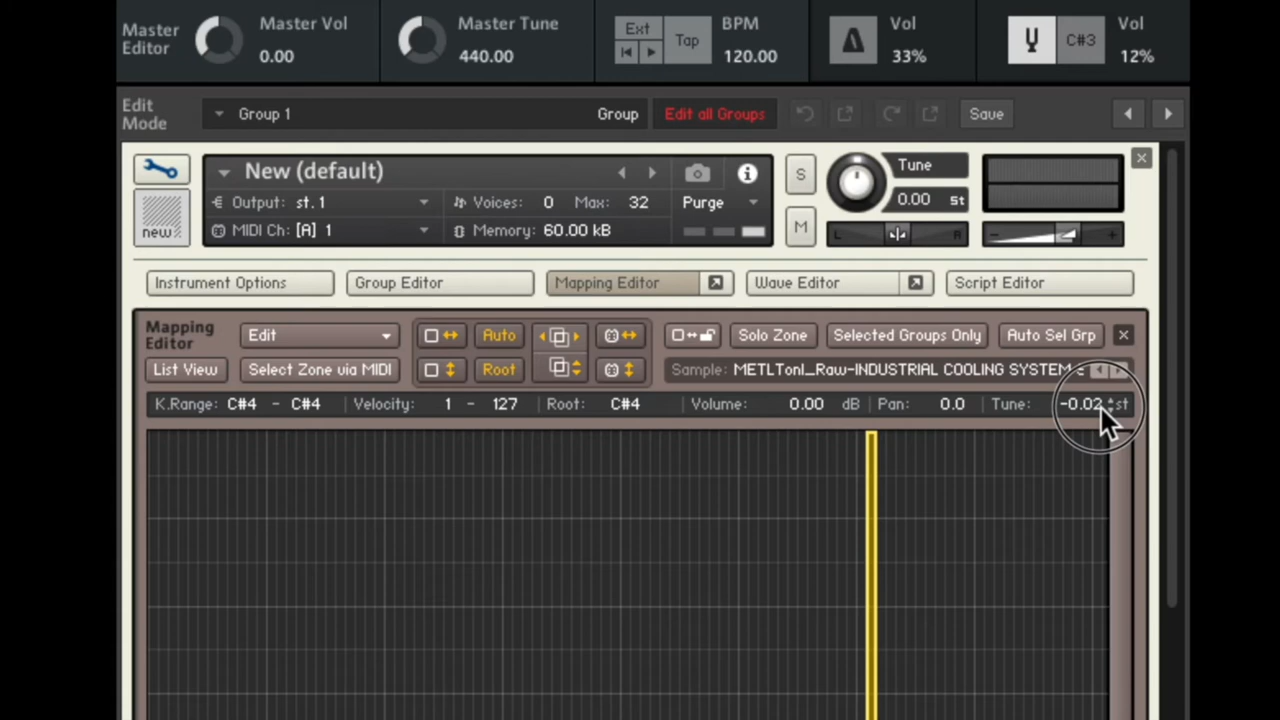 Master Editor
Master Vol
0.00
Master Tune
440.00
Ext
Tap
BPM
120.00
Vol
33%
C#3
Vol
12%
Edit Mode
Group 1
Group
Edit all Groups
Save
New (default)
Output: st. 1
Voices: 0 Max: 32
Purge
MIDI Ch: [A] 1
Memory: 60.00 kB
new
S
M
Tune
0.00 st
L
R
Instrument Options
Group Editor
Mapping Editor
Wave Editor
Script Editor
Mapping Editor
Edit
Auto
Solo Zone
Selected Groups Only
Auto Sel Grp
List View
Select Zone via MIDI
Root
Sample: METLTonl_Raw-INDUSTRIAL COOLING SYSTEM
K.Range: C#4 - C#4
Velocity: 1 - 127
Root: C#4
Volume: 0.00 dB
Pan: 0.0
Tune: -0.02 st